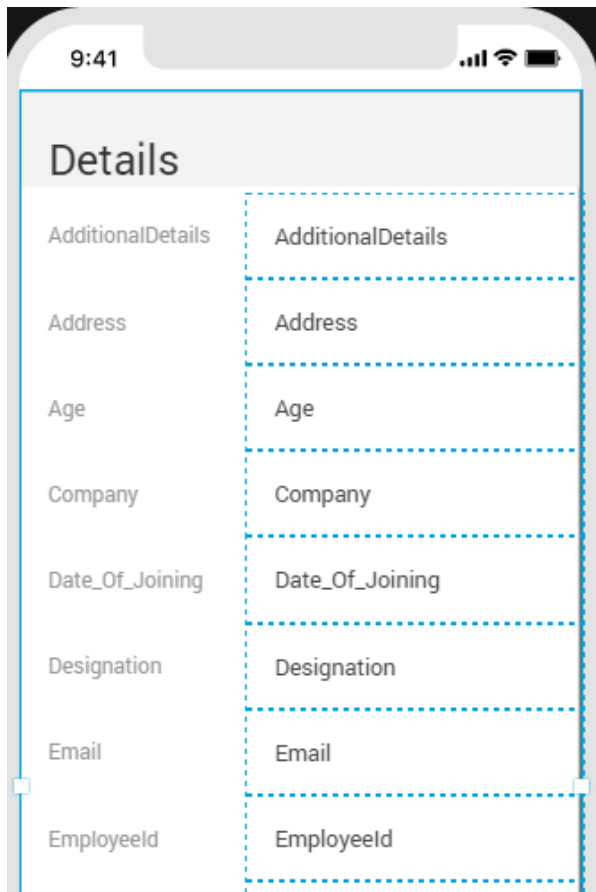 9:41
Details
AdditionalDetails AdditionalDetails
Address Address
Age Age
Company Company
Date_Of_Joining Date_Of_Joining
Designation Designation
Email Email
EmployeeId EmployeeId